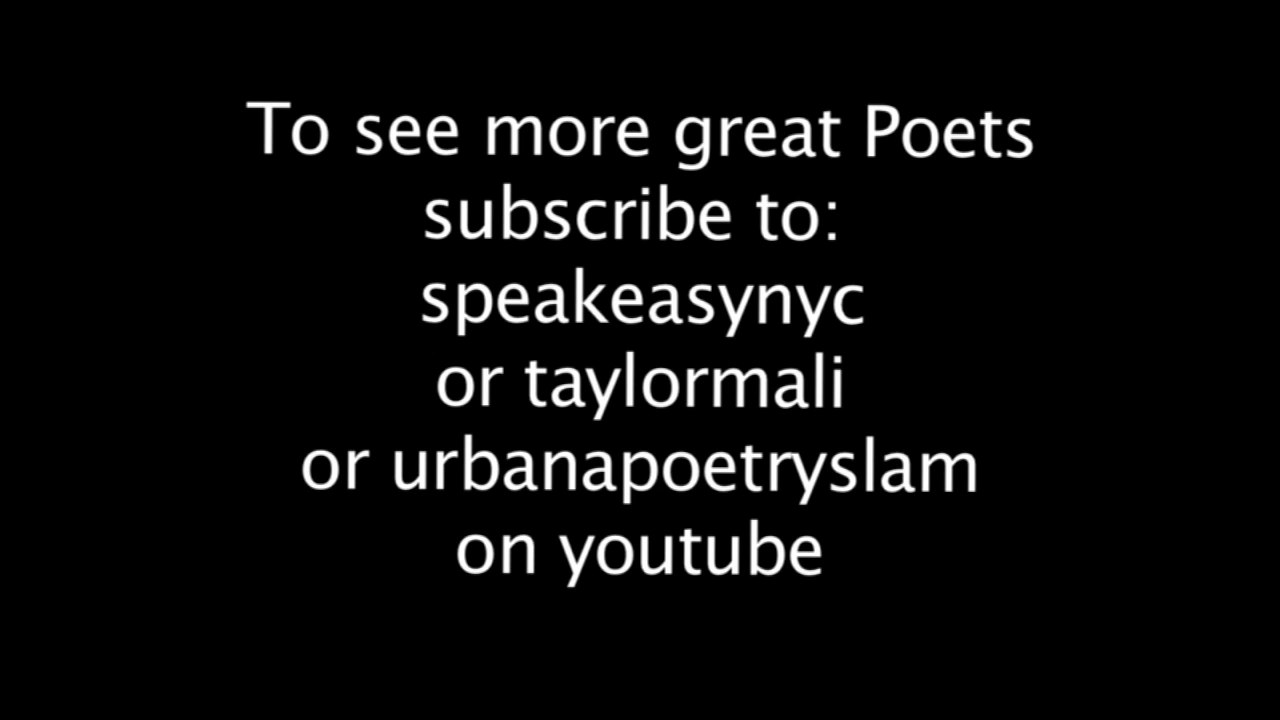 To see more great Poets
subscribe to:
speakeasynyc
or taylormali
or urbanapoetryslam
on youtube